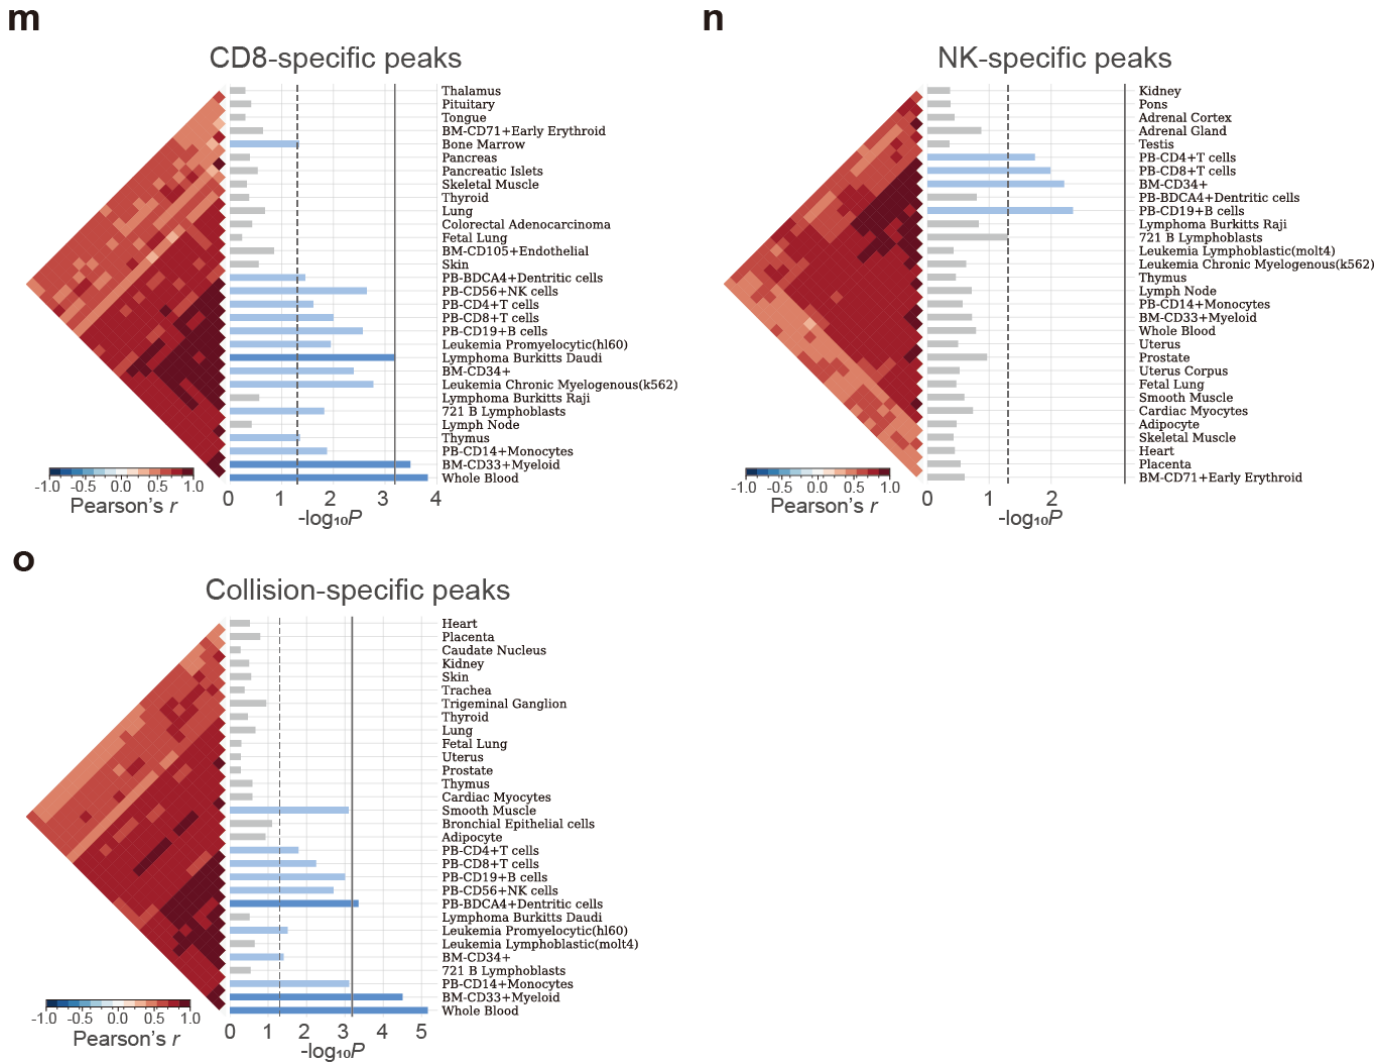 m
CD8-specific peaks
Thalamus
Pituitary
Tongue
BM-CD71+Early Erythroid
Bone Marrow
Pancreas
Pancreatic Islets
Skeletal Muscle
Thyroid
Lung
Colorectal Adenocarcinoma
Fetal Lung
BM-CD105+Endothelial
Skin
PB-BDCA4+Dentritic cells
PB-CD56+NK cells
PB-CD4+T cells
PB-CD8+T cells
PB-CD19+B cells
Leukemia Promyelocytic(hl60)
Lymphoma Burkitts Daudi
BM-CD34+
Leukemia Chronic Myelogenous(k562)
Lymphoma Burkitts Raji
721 B Lymphoblasts
Lymph Node
Thymus
PB-CD14+Monocytes
BM-CD33+Myeloid
Whole Blood
-1.0 -0.5 0.0 0.5 1.0
Pearson's r
0 1 2 3 4
-log₁₀P
n
NK-specific peaks
Kidney
Pons
Adrenal Cortex
Adrenal Gland
Testis
PB-CD4+T cells
PB-CD8+T cells
BM-CD34+
PB-BDCA4+Dentritic cells
PB-CD19+B cells
Lymphoma Burkitts Raji
721 B Lymphoblasts
Leukemia Lymphoblastic(molt4)
Leukemia Chronic Myelogenous(k562)
Thymus
Lymph Node
PB-CD14+Monocytes
BM-CD33+Myeloid
Whole Blood
Uterus
Prostate
Uterus Corpus
Fetal Lung
Smooth Muscle
Cardiac Myocytes
Adipocyte
Skeletal Muscle
Heart
Placenta
BM-CD71+Early Erythroid
-1.0 -0.5 0.0 0.5 1.0
Pearson's r
0 1 2
-log₁₀P
o
Collision-specific peaks
Heart
Placenta
Caudate Nucleus
Kidney
Skin
Trachea
Trigeminal Ganglion
Thyroid
Lung
Fetal Lung
Uterus
Prostate
Thymus
Cardiac Myocytes
Smooth Muscle
Bronchial Epithelial cells
Adipocyte
PB-CD4+T cells
PB-CD8+T cells
PB-CD19+B cells
PB-CD56+NK cells
PB-BDCA4+Dentritic cells
Lymphoma Burkitts Daudi
Leukemia Promyelocytic(hl60)
Leukemia Lymphoblastic(molt4)
BM-CD34+
721 B Lymphoblasts
PB-CD14+Monocytes
BM-CD33+Myeloid
Whole Blood
-1.0 -0.5 0.0 0.5 1.0
Pearson's r
0 1 2 3 4 5
-log₁₀P